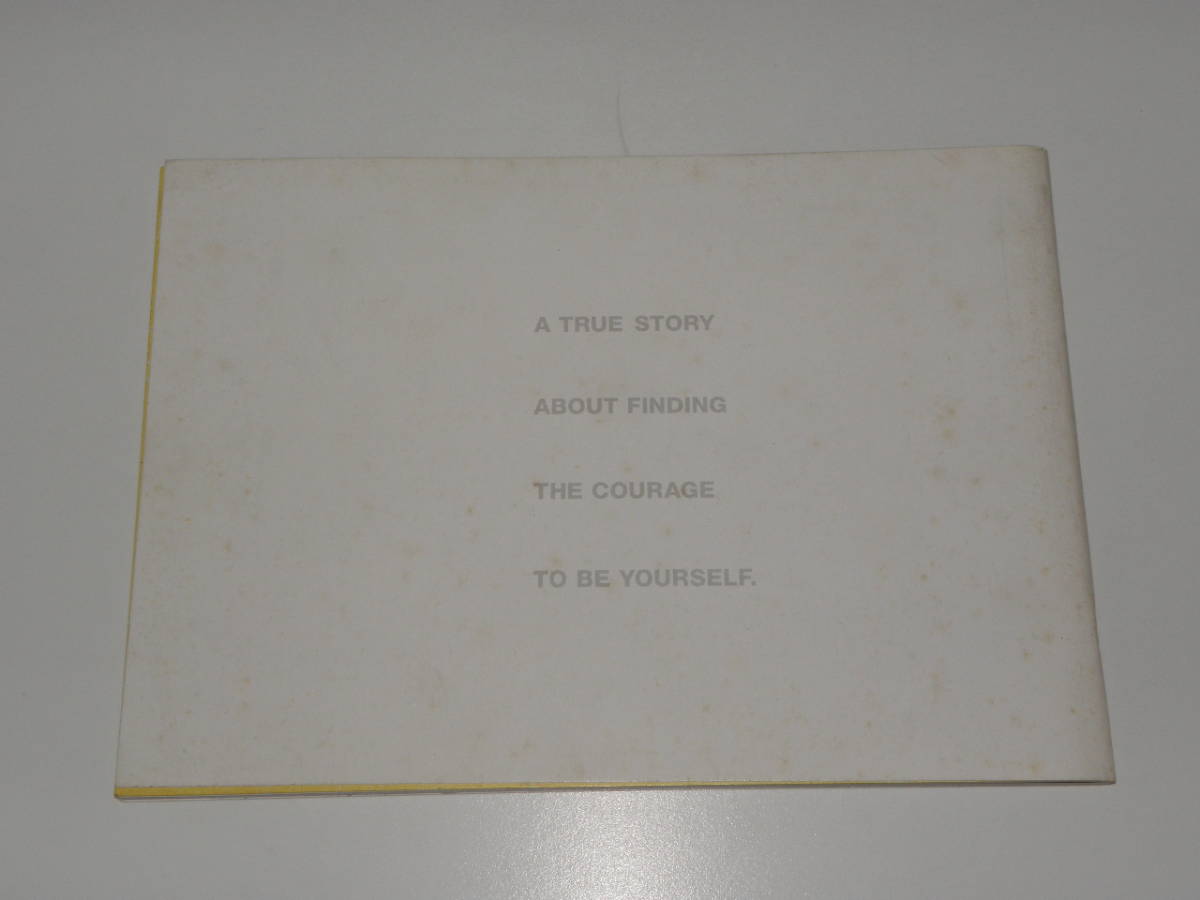 A TRUE STORY
ABOUT FINDING
THE COURAGE
TO BE YOURSELF.